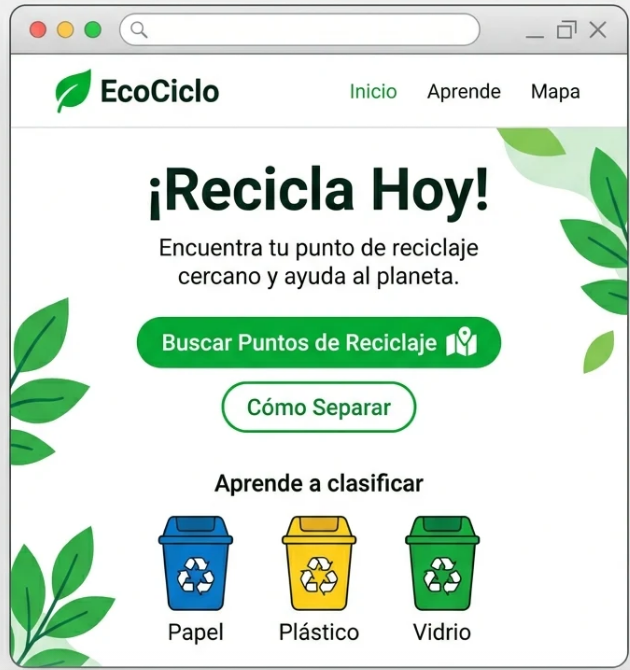 EcoCiclo
Inicio Aprende Mapa
¡Recicla Hoy!
Encuentra tu punto de reciclaje
cercano y ayuda al planeta.
Buscar Puntos de Reciclaje
Cómo Separar
Aprende a clasificar
Papel Plástico Vidrio